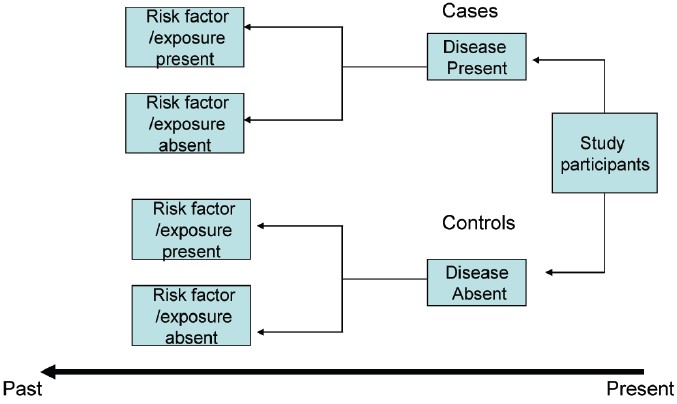 Cases
Risk factor
/exposure
present
Disease
Present
Risk factor
/exposure
absent
Study
participants
Controls
Risk factor
/exposure
present
Disease
Absent
Risk factor
/exposure
absent
Past
Present